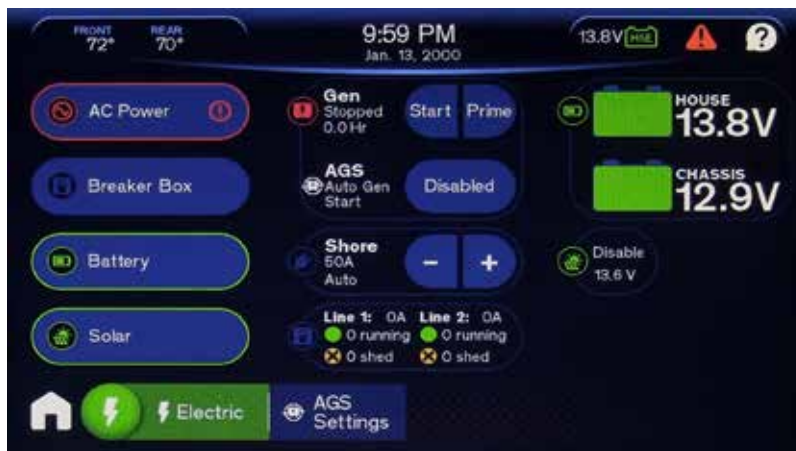 FRONT
72°
REAR
70°
9:59 PM
Jan. 13, 2000
13.8V HSE
?
AC Power
Breaker Box
Battery
Solar
Gen
Stopped
0.0 Hr
Start
Prime
AGS
Auto Gen
Start
Disabled
Shore
50A
Auto
-
+
Line 1: 0A
Line 2: 0A
0 running
0 running
0 shed
0 shed
HOUSE
13.8V
CHASSIS
12.9V
Disable
13.6 V
Electric
AGS
Settings